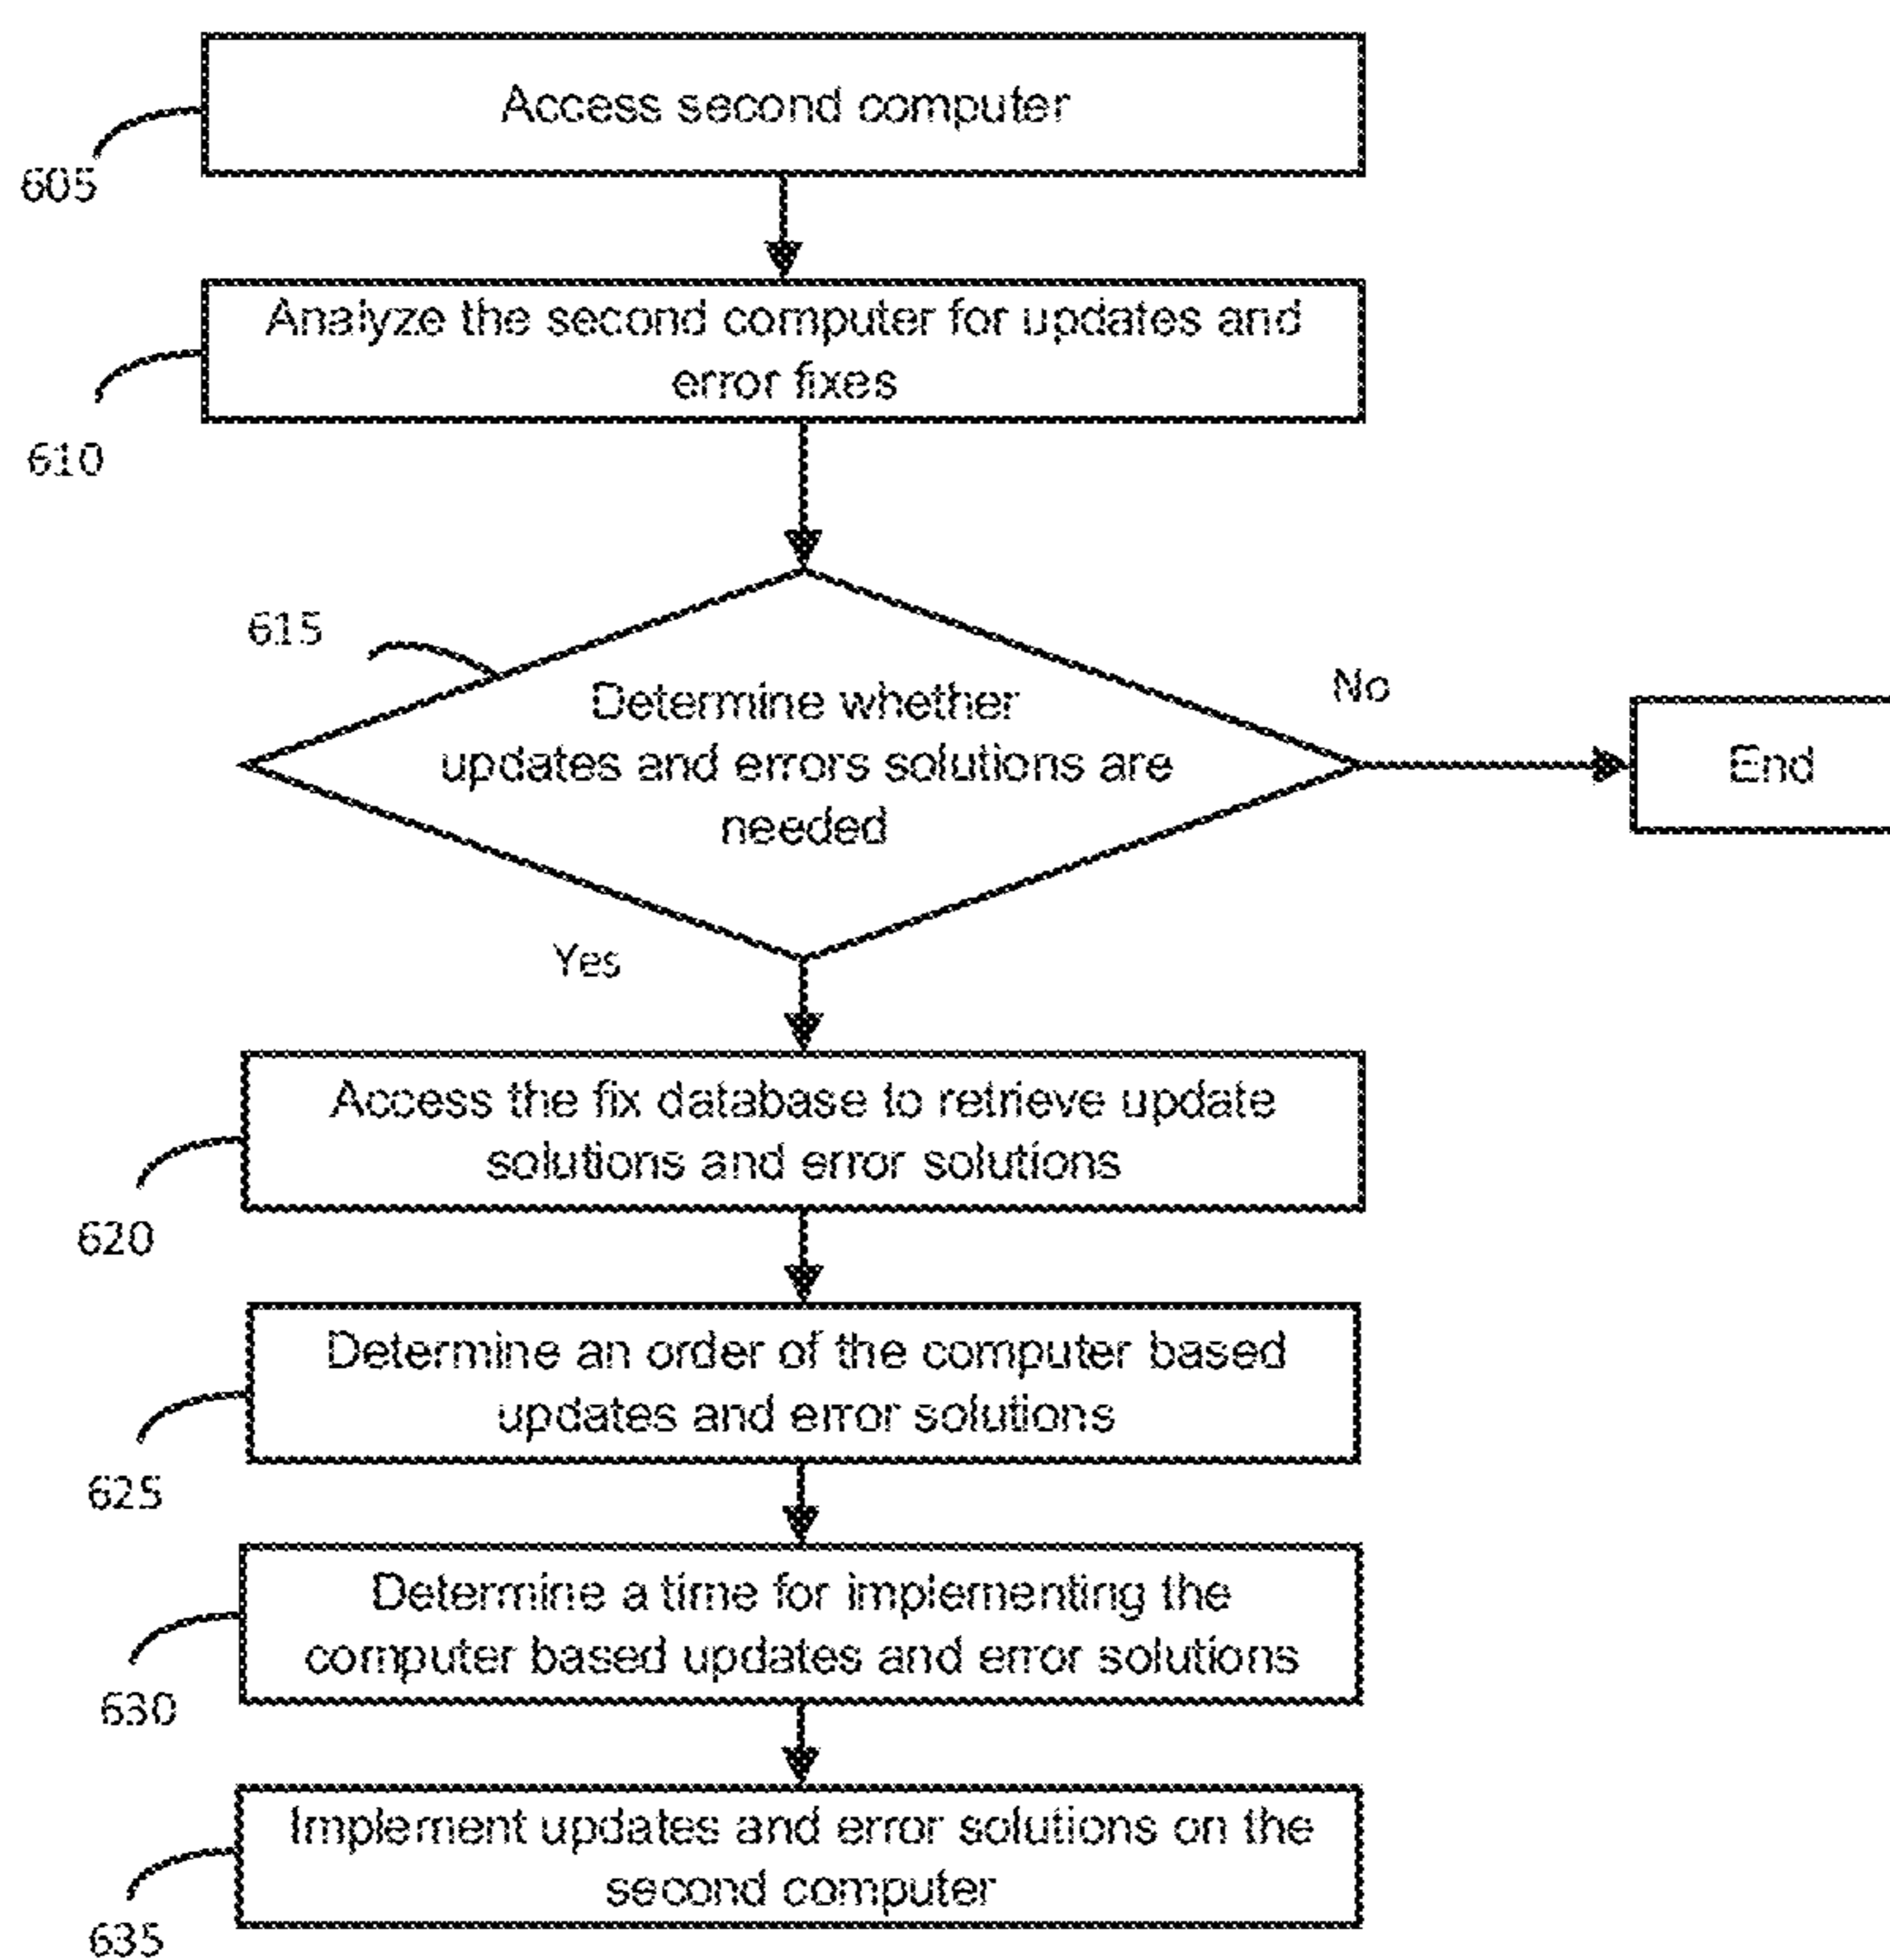 Access second computer
605
Analyze the second computer for updates and
error fixes
610
615
Determine whether
updates and errors solutions are
needed
No
End
Yes
Access the fix database to retrieve update
solutions and error solutions
620
Determine an order of the computer based
updates and error solutions
625
Determine a time for implementing the
computer based updates and error solutions
630
Implement updates and error solutions on the
second computer
635